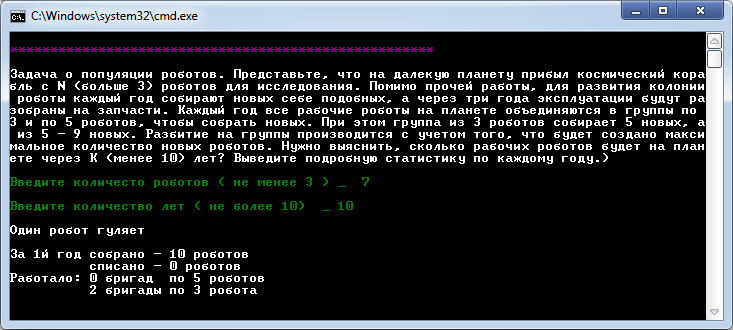 C:\Windows\system32\cmd.exe
*****************************************************
Задача о популяции роботов. Представьте, что на далекую планету прибыл космический кора
бль с N (больше 3) роботов для исследования. Помимо прочей работы, для развития колонии
роботы каждый год собирают новых себе подобных, а через три года эксплуатации будут ра
зобраны на запчасти. Каждый год все рабочие роботы на планете объединяются в группы по
3 и по 5 роботов, чтобы собрать новых. При этом группа из 3 роботов собирает 5 новых, а
из 5 - 9 новых. Разбитие на группы производится с учетом того, что будет создано макси
мальное количество новых роботов. Нужно выяснить, сколько рабочих роботов будет на план
ете через К (менее 10) лет? Выведите подробную статистику по каждому году.)
Введите количесто роботов ( не менее 3 ) _ 7
Введите количество лет ( не более 10) _ 10
Один робот гуляет
За 1й год собрано - 10 роботов
списано - 0 роботов
Работало: 0 бригад по 5 роботов
2 бригады по 3 робота